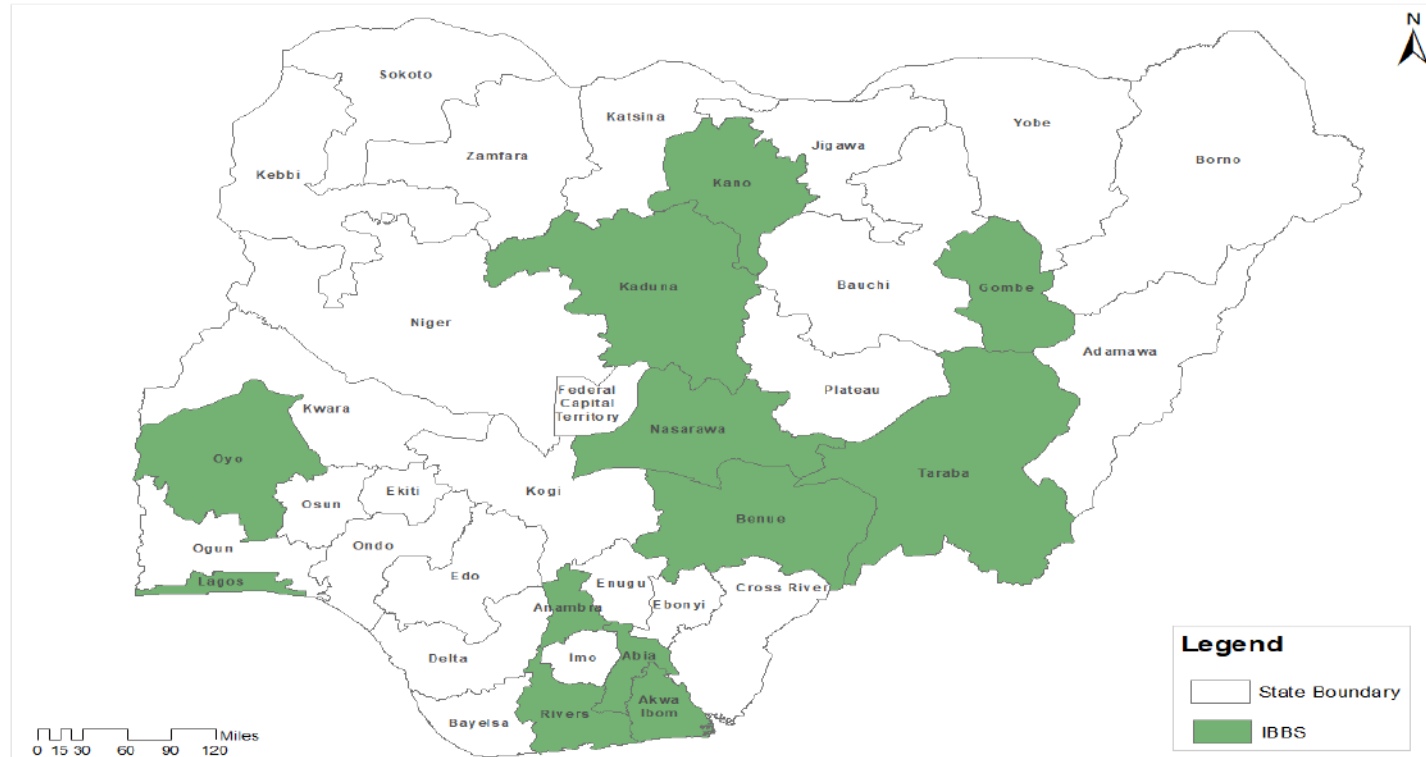 N
Sokoto
Katsina
Yobe
Jigawa
Zamfara
Borno
Kebbi
Kano
Kaduna
Bauchi
Gombe
Niger
Adamawa
Federal
Capital
Territory
Plateau
Kwara
Nasarawa
Oyo
Taraba
Ekiti
Kogi
Osun
Benue
Ogun
Ondo
Edo
Lagos
Enugu
Cross River
Anambra
Ebonyi
Delta
Imo
Abia
Akwa
Ibom
Rivers
Bayelsa
Legend
State Boundary
IBBS
Miles
0 15 30 60 90 120